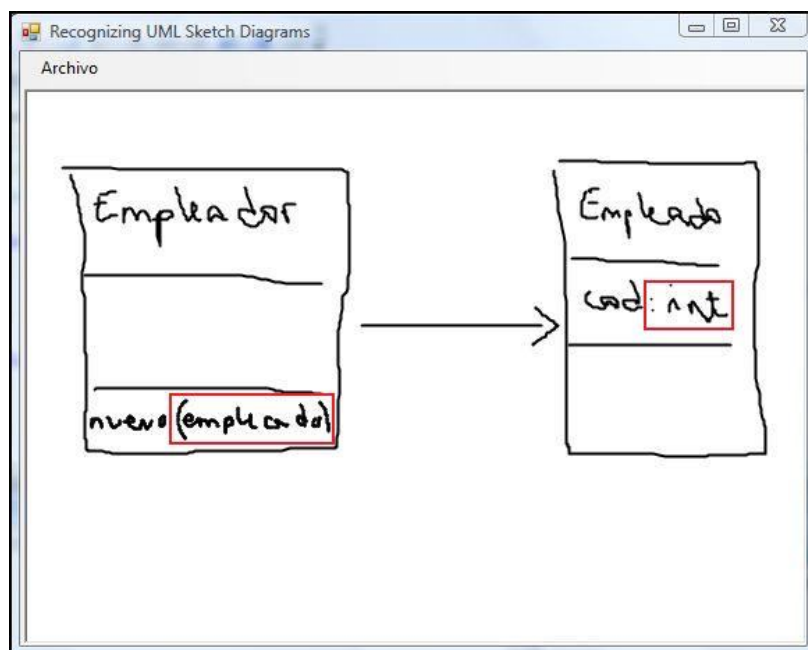 Recognizing UML Sketch Diagrams
Archivo
Empleador
nuevo (empleado)
Empleado
cod: int